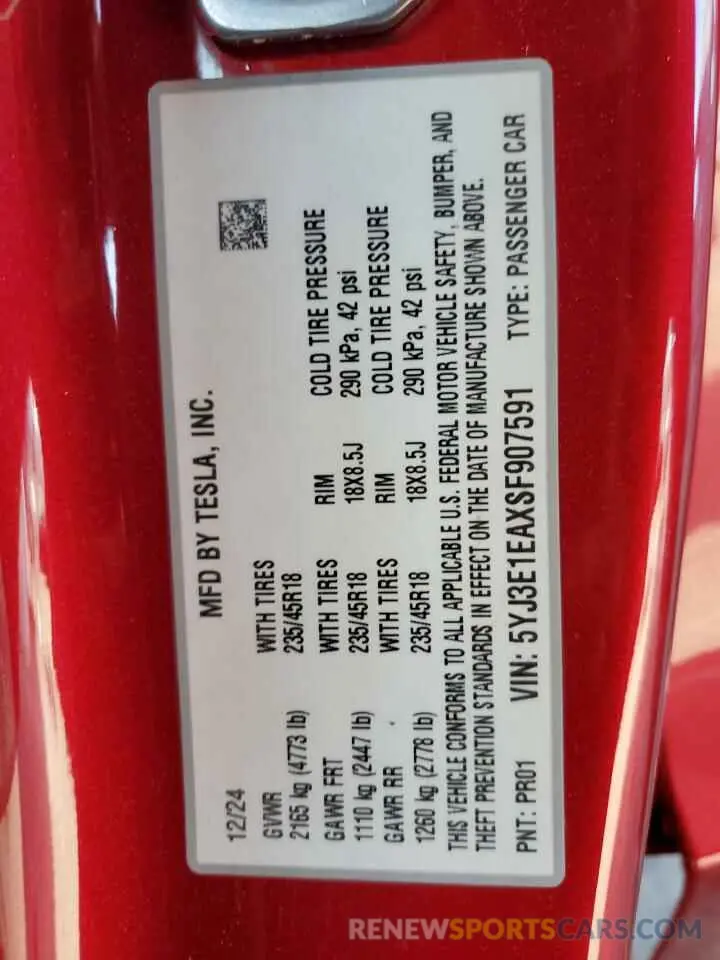 MFD BY TESLA, INC.
12/24
GVWR WITH TIRES RIM COLD TIRE PRESSURE
2165 kg (4773 lb) 235/45R18
GAWR FRT WITH TIRES
1110 kg (2447 lb) 235/45R18 18X8.5J 290 kPa, 42 psi
GAWR RR WITH TIRES RIM COLD TIRE PRESSURE
1260 kg (2778 lb) 235/45R18 18X8.5J 290 kPa, 42 psi
THIS VEHICLE CONFORMS TO ALL APPLICABLE U.S. FEDERAL MOTOR VEHICLE SAFETY, BUMPER, AND
THEFT PREVENTION STANDARDS IN EFFECT ON THE DATE OF MANUFACTURE SHOWN ABOVE.
PNT: PR01 VIN: 5YJ3E1EAXSF907591 TYPE: PASSENGER CAR
RENEWSPORTSCARS.COM